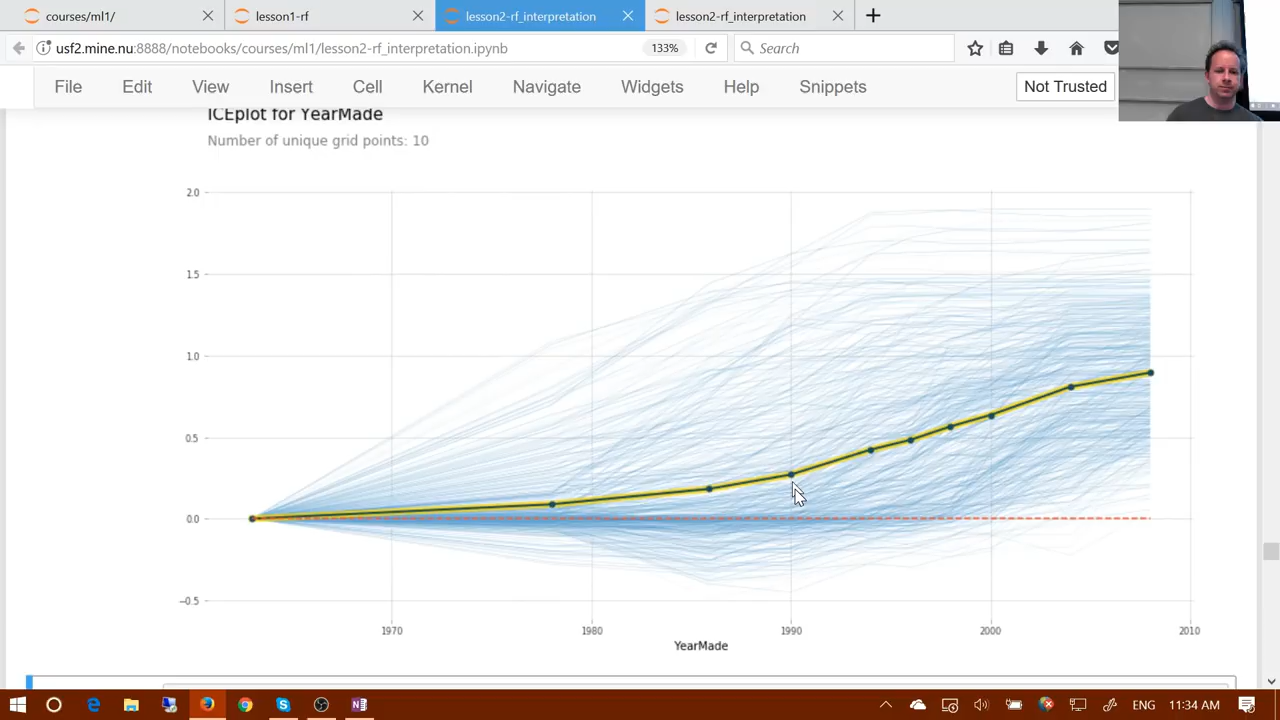 courses/ml1/
lesson1-rf
lesson2-rf_interpretation
lesson2-rf_interpretation
usf2.mine.nu:8888/notebooks/courses/ml1/lesson2-rf_interpretation.ipynb
133%
Search
File Edit View Insert Cell Kernel Navigate Widgets Help Snippets
Not Trusted
ICEplot for YearMade
Number of unique grid points: 10
2.0
1.5
1.0
0.5
0.0
−0.5
1970 1980 1990 2000 2010
YearMade
ENG 11:34 AM